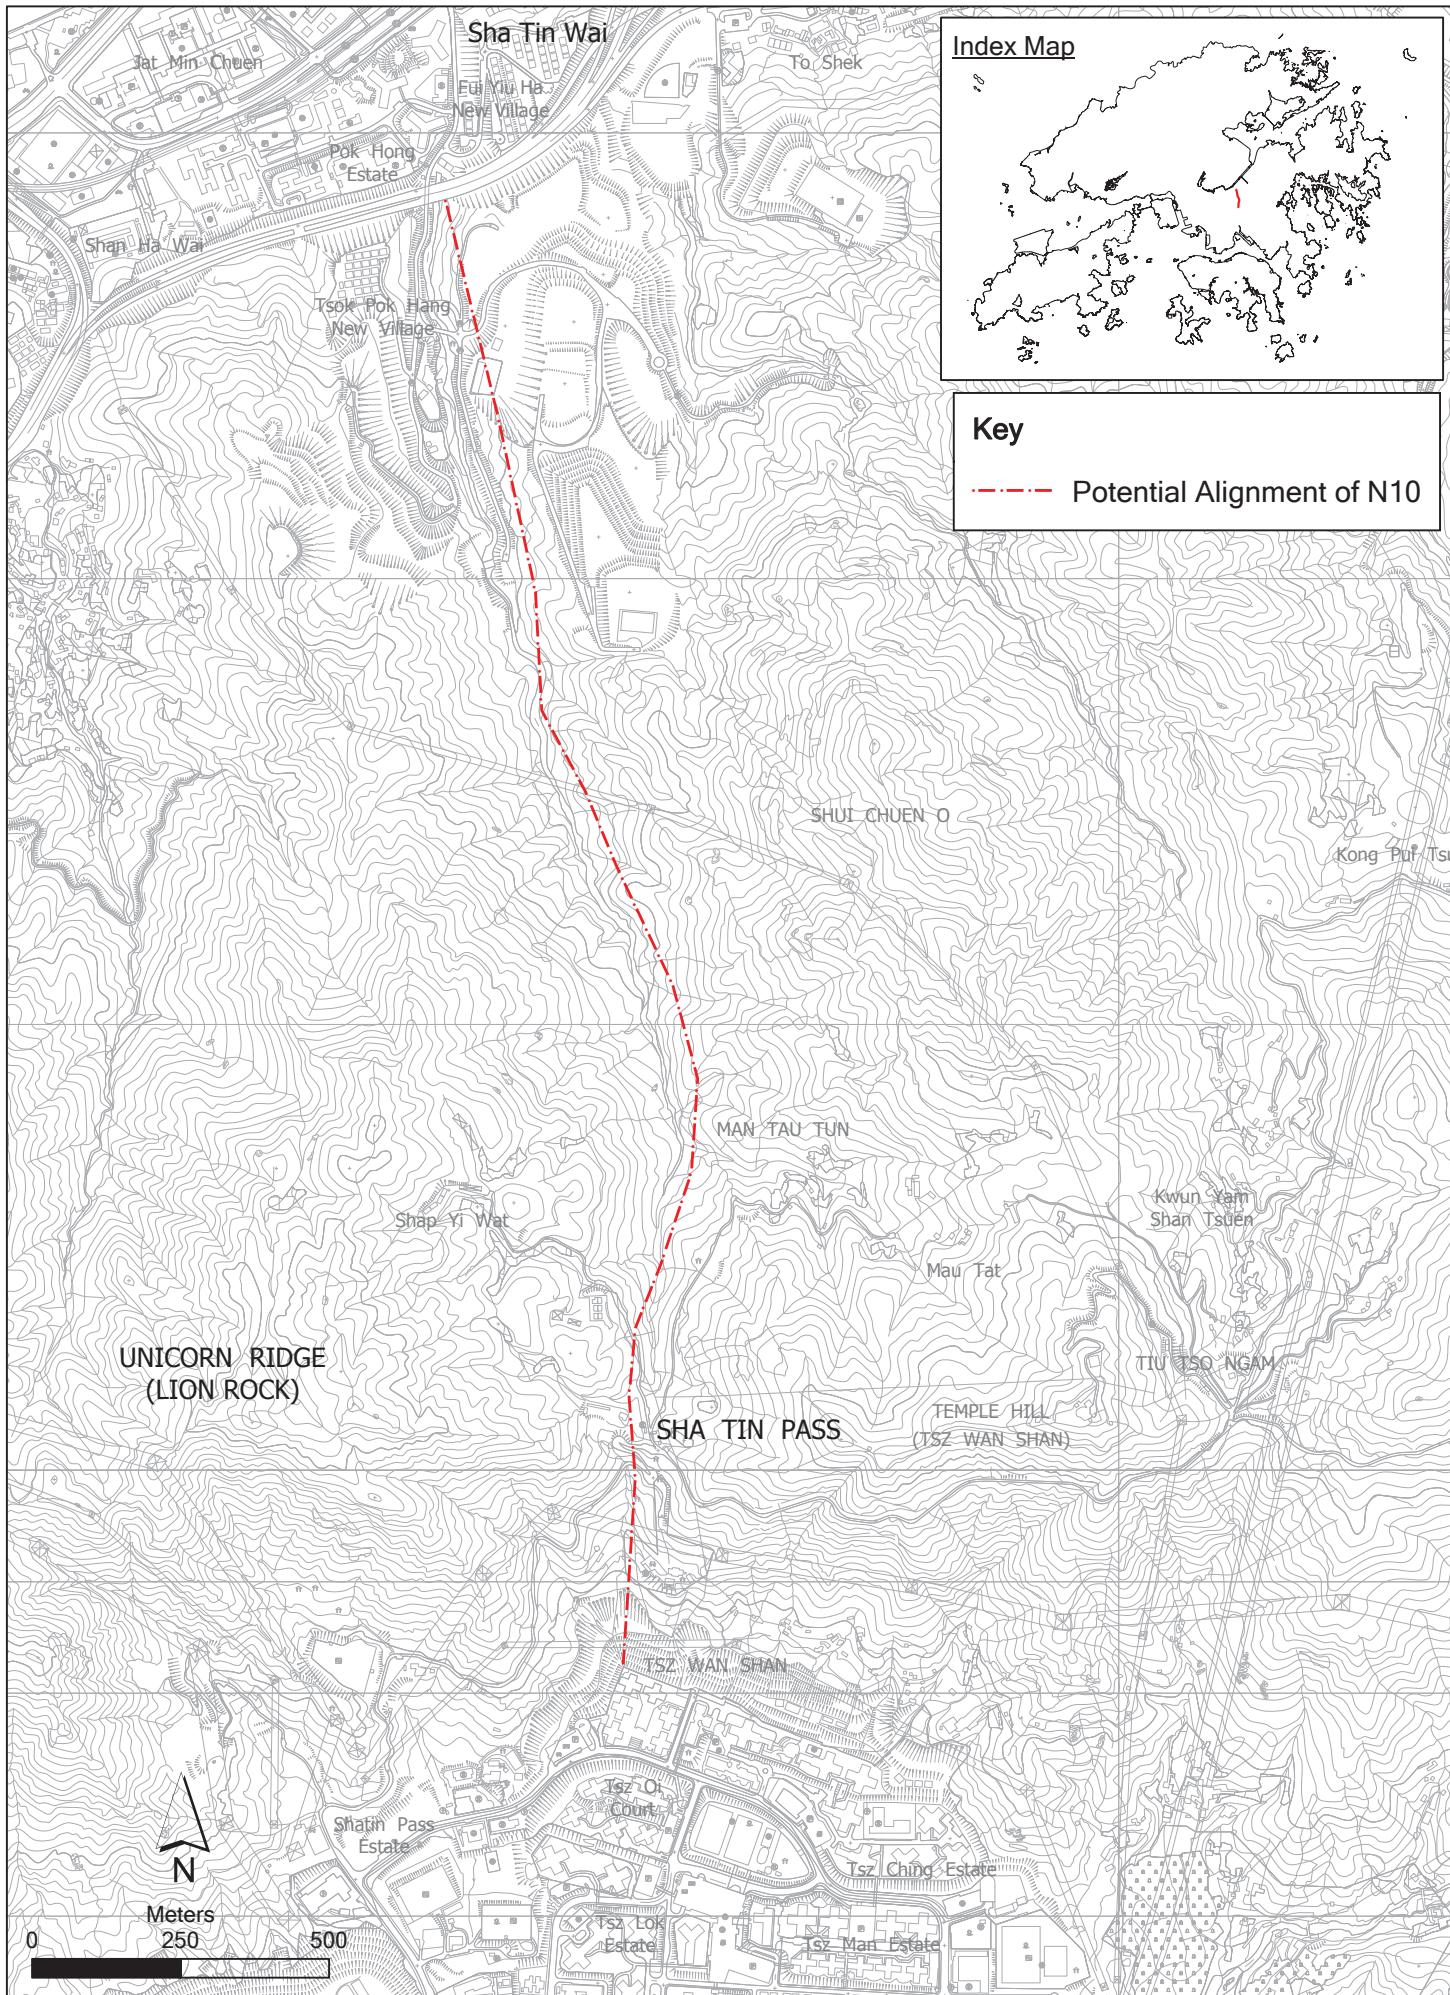 Sha Tin Wai
Jat Min Chuen
To Shek
Fui Yiu Ha
New Village
Pok Hong
Estate
Shan Ha Wai
Tsok Pok Hang
New Village
Index Map
Key
Potential Alignment of N10
SHUI CHUEN O
Kong Pui Tsu
MAN TAU TUN
Shap Yi Wat
Kwun Yam
Shan Tsuen
Mau Tat
UNICORN RIDGE
(LION ROCK)
TIU TSO NGAM
SHA TIN PASS
TEMPLE HILL
(TSZ WAN SHAN)
TSZ WAN SHAN
Tsz Oi
Court
Shatin Pass
Estate
Tsz Ching Estate
N
Meters
0 250 500
Tsz Lok
Estate
Tsz Man Estate